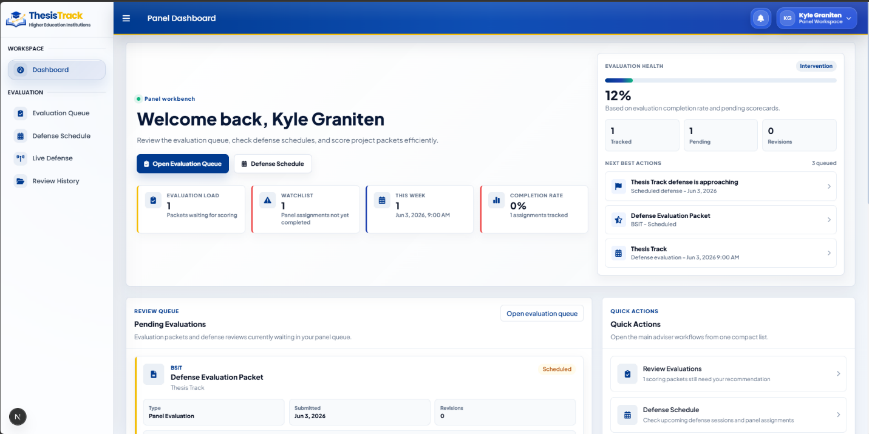 ThesisTrack
Higher Education Institutions
Panel Dashboard
KG
Kyle Graniten
Panel Workspace
WORKSPACE
Dashboard
EVALUATION
Evaluation Queue
Defense Schedule
Live Defense
Review History
Panel workbench
Welcome back, Kyle Graniten
Review the evaluation queue, check defense schedules, and score project packets efficiently.
Open Evaluation Queue
Defense Schedule
EVALUATION LOAD
1
Packets waiting for scoring
WATCHLIST
1
Panel assignments not yet
completed
THIS WEEK
1
Jun 3, 2026, 9:00 AM
COMPLETION RATE
0%
1 assignments tracked
EVALUATION HEALTH
Intervention
12%
Based on evaluation completion rate and pending scorecards.
1
Tracked
1
Pending
0
Revisions
NEXT BEST ACTIONS
3 queued
Thesis Track defense is approaching
Scheduled defense - Jun 3, 2026
Defense Evaluation Packet
BSIT - Scheduled
Thesis Track
Defense evaluation - Jun 3, 2026 9:00 AM
REVIEW QUEUE
Pending Evaluations
Evaluation packets and defense reviews currently waiting in your panel queue.
Open evaluation queue
BSIT
Defense Evaluation Packet
Thesis Track
Scheduled
Type
Panel Evaluation
Submitted
Jun 3, 2026
Revisions
0
QUICK ACTIONS
Quick Actions
Open the main adviser workflows from one compact list.
Review Evaluations
1 scoring packets still need your recommendation
Defense Schedule
Check upcoming defense sessions and panel assignments
N